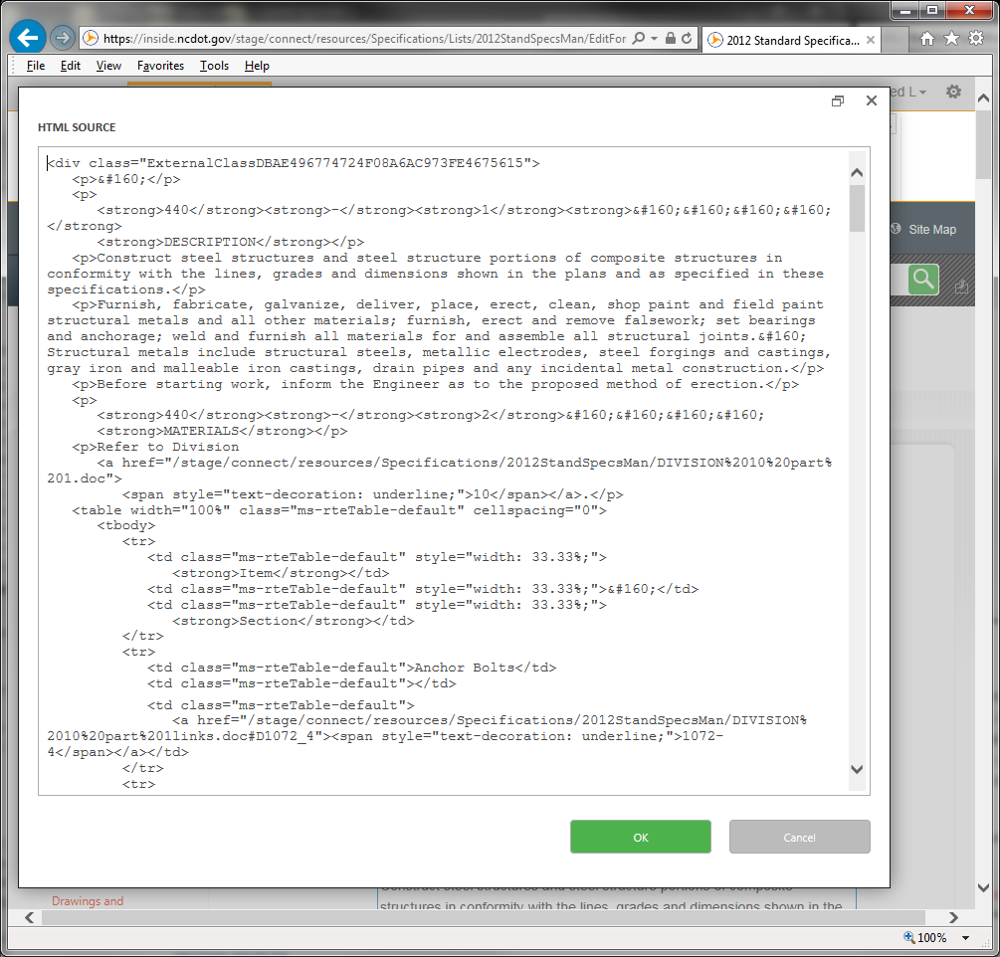 https://inside.ncdot.gov/stage/connect/resources/Specifications/Lists/2012StandSpecsMan/EditFor
2012 Standard Specifica...
File Edit View Favorites Tools Help
ed L
HTML SOURCE
<div class="ExternalClassDBAE496774724F08A6AC973FE4675615">
<p>&#160;</p>
<p>
<strong>440</strong><strong>-</strong><strong>1</strong><strong>&#160;&#160;&#160;&#160;
</strong>
<strong>DESCRIPTION</strong></p>
<p>Construct steel structures and steel structure portions of composite structures in
conformity with the lines, grades and dimensions shown in the plans and as specified in these
specifications.</p>
<p>Furnish, fabricate, galvanize, deliver, place, erect, clean, shop paint and field paint
structural metals and all other materials; furnish, erect and remove falsework; set bearings
and anchorage; weld and furnish all materials for and assemble all structural joints.&#160;
Structural metals include structural steels, metallic electrodes, steel forgings and castings,
gray iron and malleable iron castings, drain pipes and any incidental metal construction.</p>
<p>Before starting work, inform the Engineer as to the proposed method of erection.</p>
<p>
<strong>440</strong><strong>-</strong><strong>2</strong>&#160;&#160;&#160;&#160;
<strong>MATERIALS</strong></p>
<p>Refer to Division
<a href="/stage/connect/resources/Specifications/2012StandSpecsMan/DIVISION%2010%20part%
201.doc">
<span style="text-decoration: underline;">10</span></a>.</p>
<table width="100%" class="ms-rteTable-default" cellspacing="0">
<tbody>
<tr>
<td class="ms-rteTable-default" style="width: 33.33%;">
<strong>Item</strong></td>
<td class="ms-rteTable-default" style="width: 33.33%;">&#160;</td>
<td class="ms-rteTable-default" style="width: 33.33%;">
<strong>Section</strong></td>
</tr>
<tr>
<td class="ms-rteTable-default">Anchor Bolts</td>
<td class="ms-rteTable-default"></td>
<td class="ms-rteTable-default">
<a href="/stage/connect/resources/Specifications/2012StandSpecsMan/DIVISION%
2010%20part%201links.doc#D1072_4"><span style="text-decoration: underline;">1072-
4</span></a></td>
</tr>
<tr>
Site Map
OK
Cancel
Construct steel structures and steel structure portions of composite
Drawings and
structures in conformity with the lines, grades and dimensions shown in the
100%